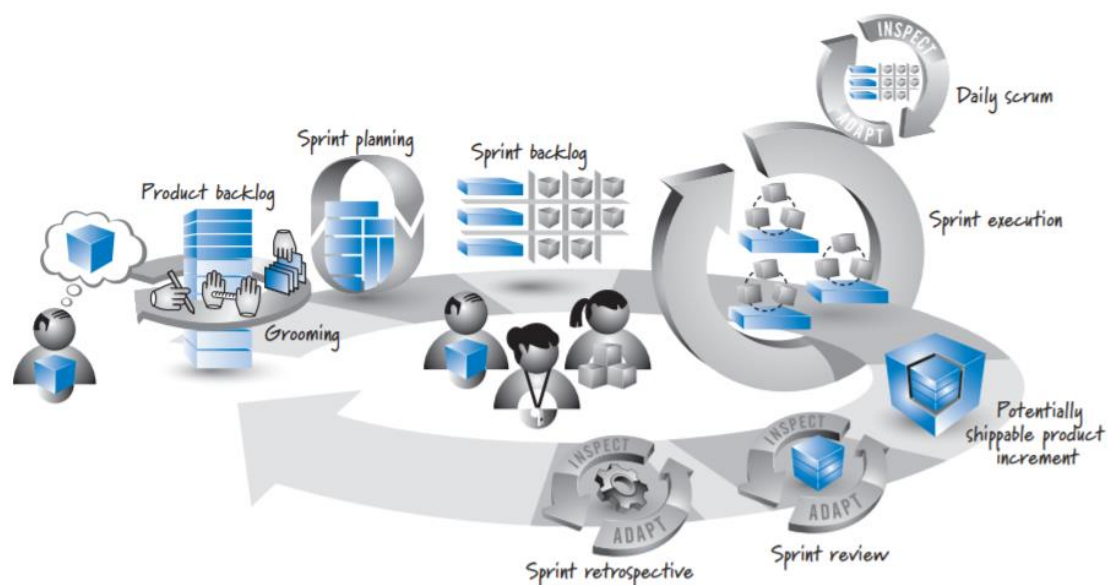 INSPECT
ADAPT
Daily scrum
Sprint planning
Sprint backlog
Product backlog
Sprint execution
Grooming
Potentially
shippable product
increment
INSPECT
ADAPT
Sprint review
INSPECT
ADAPT
Sprint retrospective